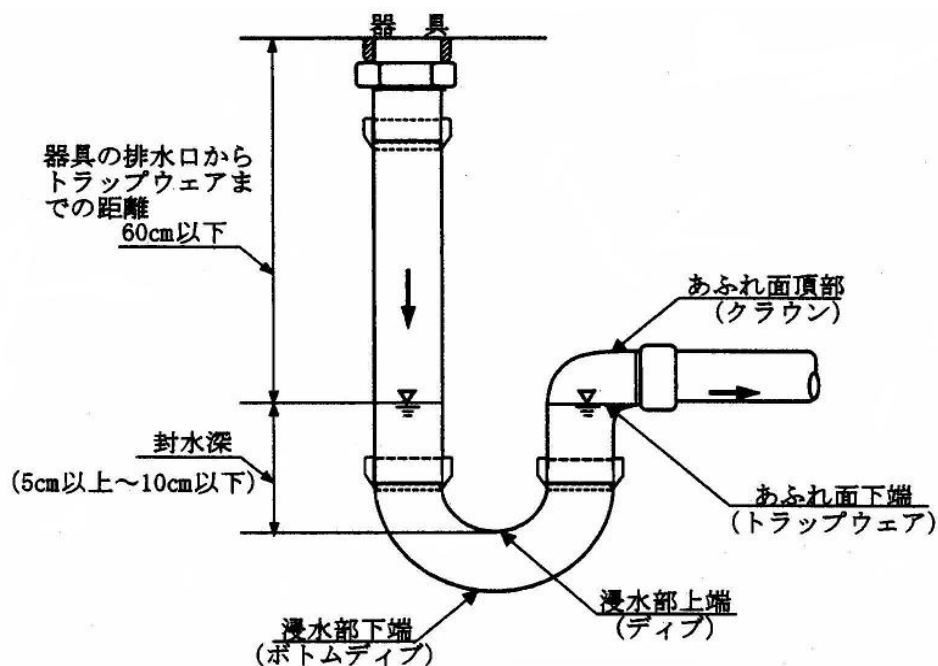 器 具
器具の排水口から
トラップウェアま
での距離
60cm以下
あふれ面頂部
(クラウン)
封水深
(5cm以上～10cm以下)
あふれ面下端
(トラップウェア)
浸水部上端
(ディブ)
浸水部下端
(ボトムディブ)